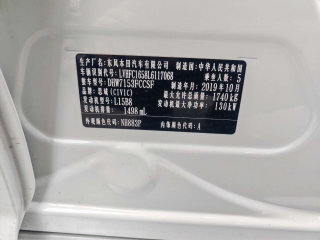 生产厂名：东风本田汽车有限公司 制造国：中华人民共和国
车辆识别代号：LVHFC1658L6117068 乘坐人数：5
整车型号：DHW7153FCCSF 制造年月：2019年10月
品牌：思域(CIVIC) 最大允许总质量：1740kg
发动机型号：L15B8 发动机最大净功率：130kW
发动机排量：1498mL
外观颜色代码：NH883P 内饰颜色代码：A